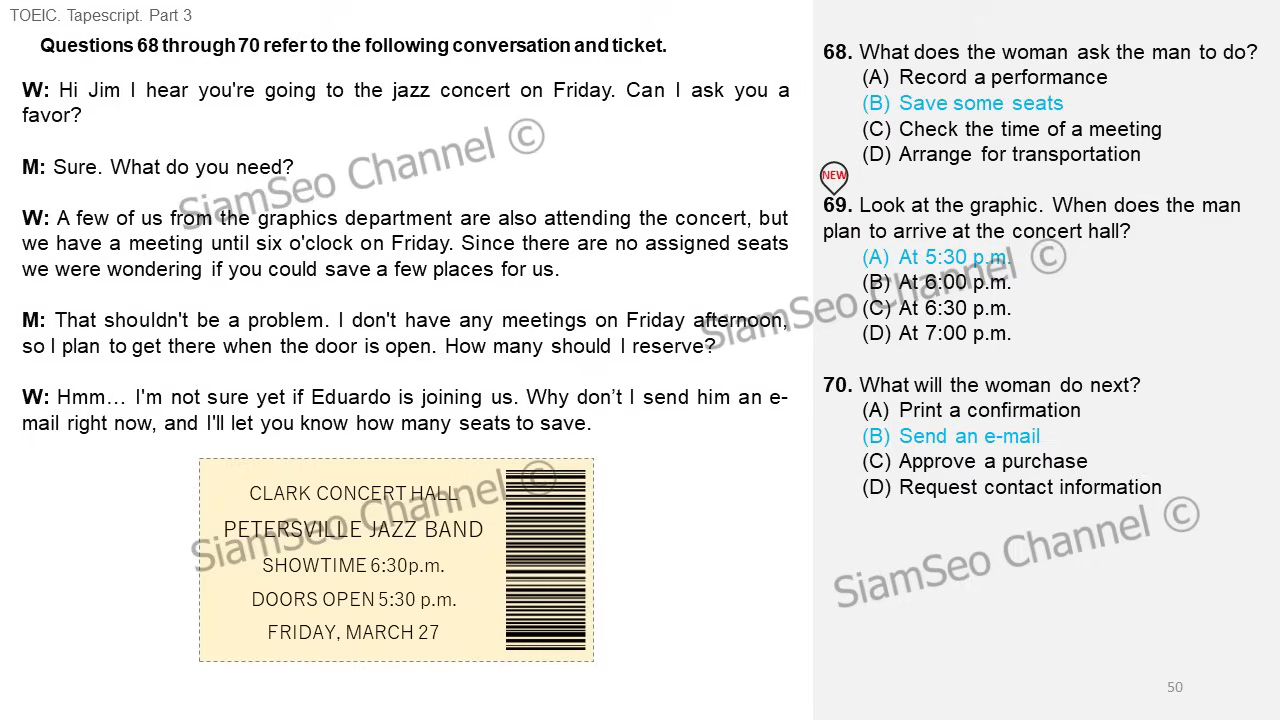 TOEIC. Tapescript. Part 3
Questions 68 through 70 refer to the following conversation and ticket.
W: Hi Jim I hear you're going to the jazz concert on Friday. Can I ask you a
favor?
M: Sure. What do you need?
W: A few of us from the graphics department are also attending the concert, but
we have a meeting until six o'clock on Friday. Since there are no assigned seats
we were wondering if you could save a few places for us.
M: That shouldn't be a problem. I don't have any meetings on Friday afternoon,
so I plan to get there when the door is open. How many should I reserve?
W: Hmm… I'm not sure yet if Eduardo is joining us. Why don’t I send him an e-
mail right now, and I'll let you know how many seats to save.
CLARK CONCERT HALL
PETERSVILLE JAZZ BAND
SHOWTIME 6:30p.m.
DOORS OPEN 5:30 p.m.
FRIDAY, MARCH 27
SiamSeo Channel ©
SiamSeo Channel ©
68. What does the woman ask the man to do?
(A) Record a performance
(B) Save some seats
(C) Check the time of a meeting
(D) Arrange for transportation
NEW
69. Look at the graphic. When does the man
plan to arrive at the concert hall?
(A) At 5:30 p.m.
(B) At 6:00 p.m.
(C) At 6:30 p.m.
(D) At 7:00 p.m.
SiamSeo Channel ©
70. What will the woman do next?
(A) Print a confirmation
(B) Send an e-mail
(C) Approve a purchase
(D) Request contact information
SiamSeo Channel ©
50